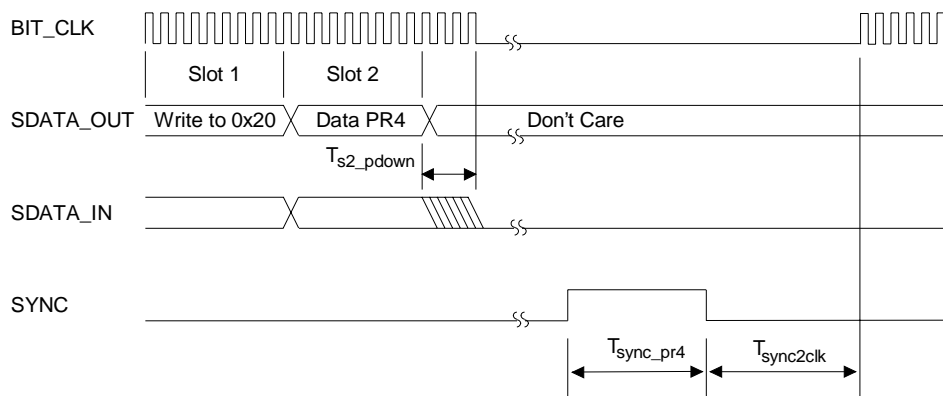 BIT_CLK
Slot 1 Slot 2
SDATA_OUT Write to 0x20 Data PR4 Don't Care
Ts2_pdown
SDATA_IN
SYNC
Tsync_pr4 Tsync2clk